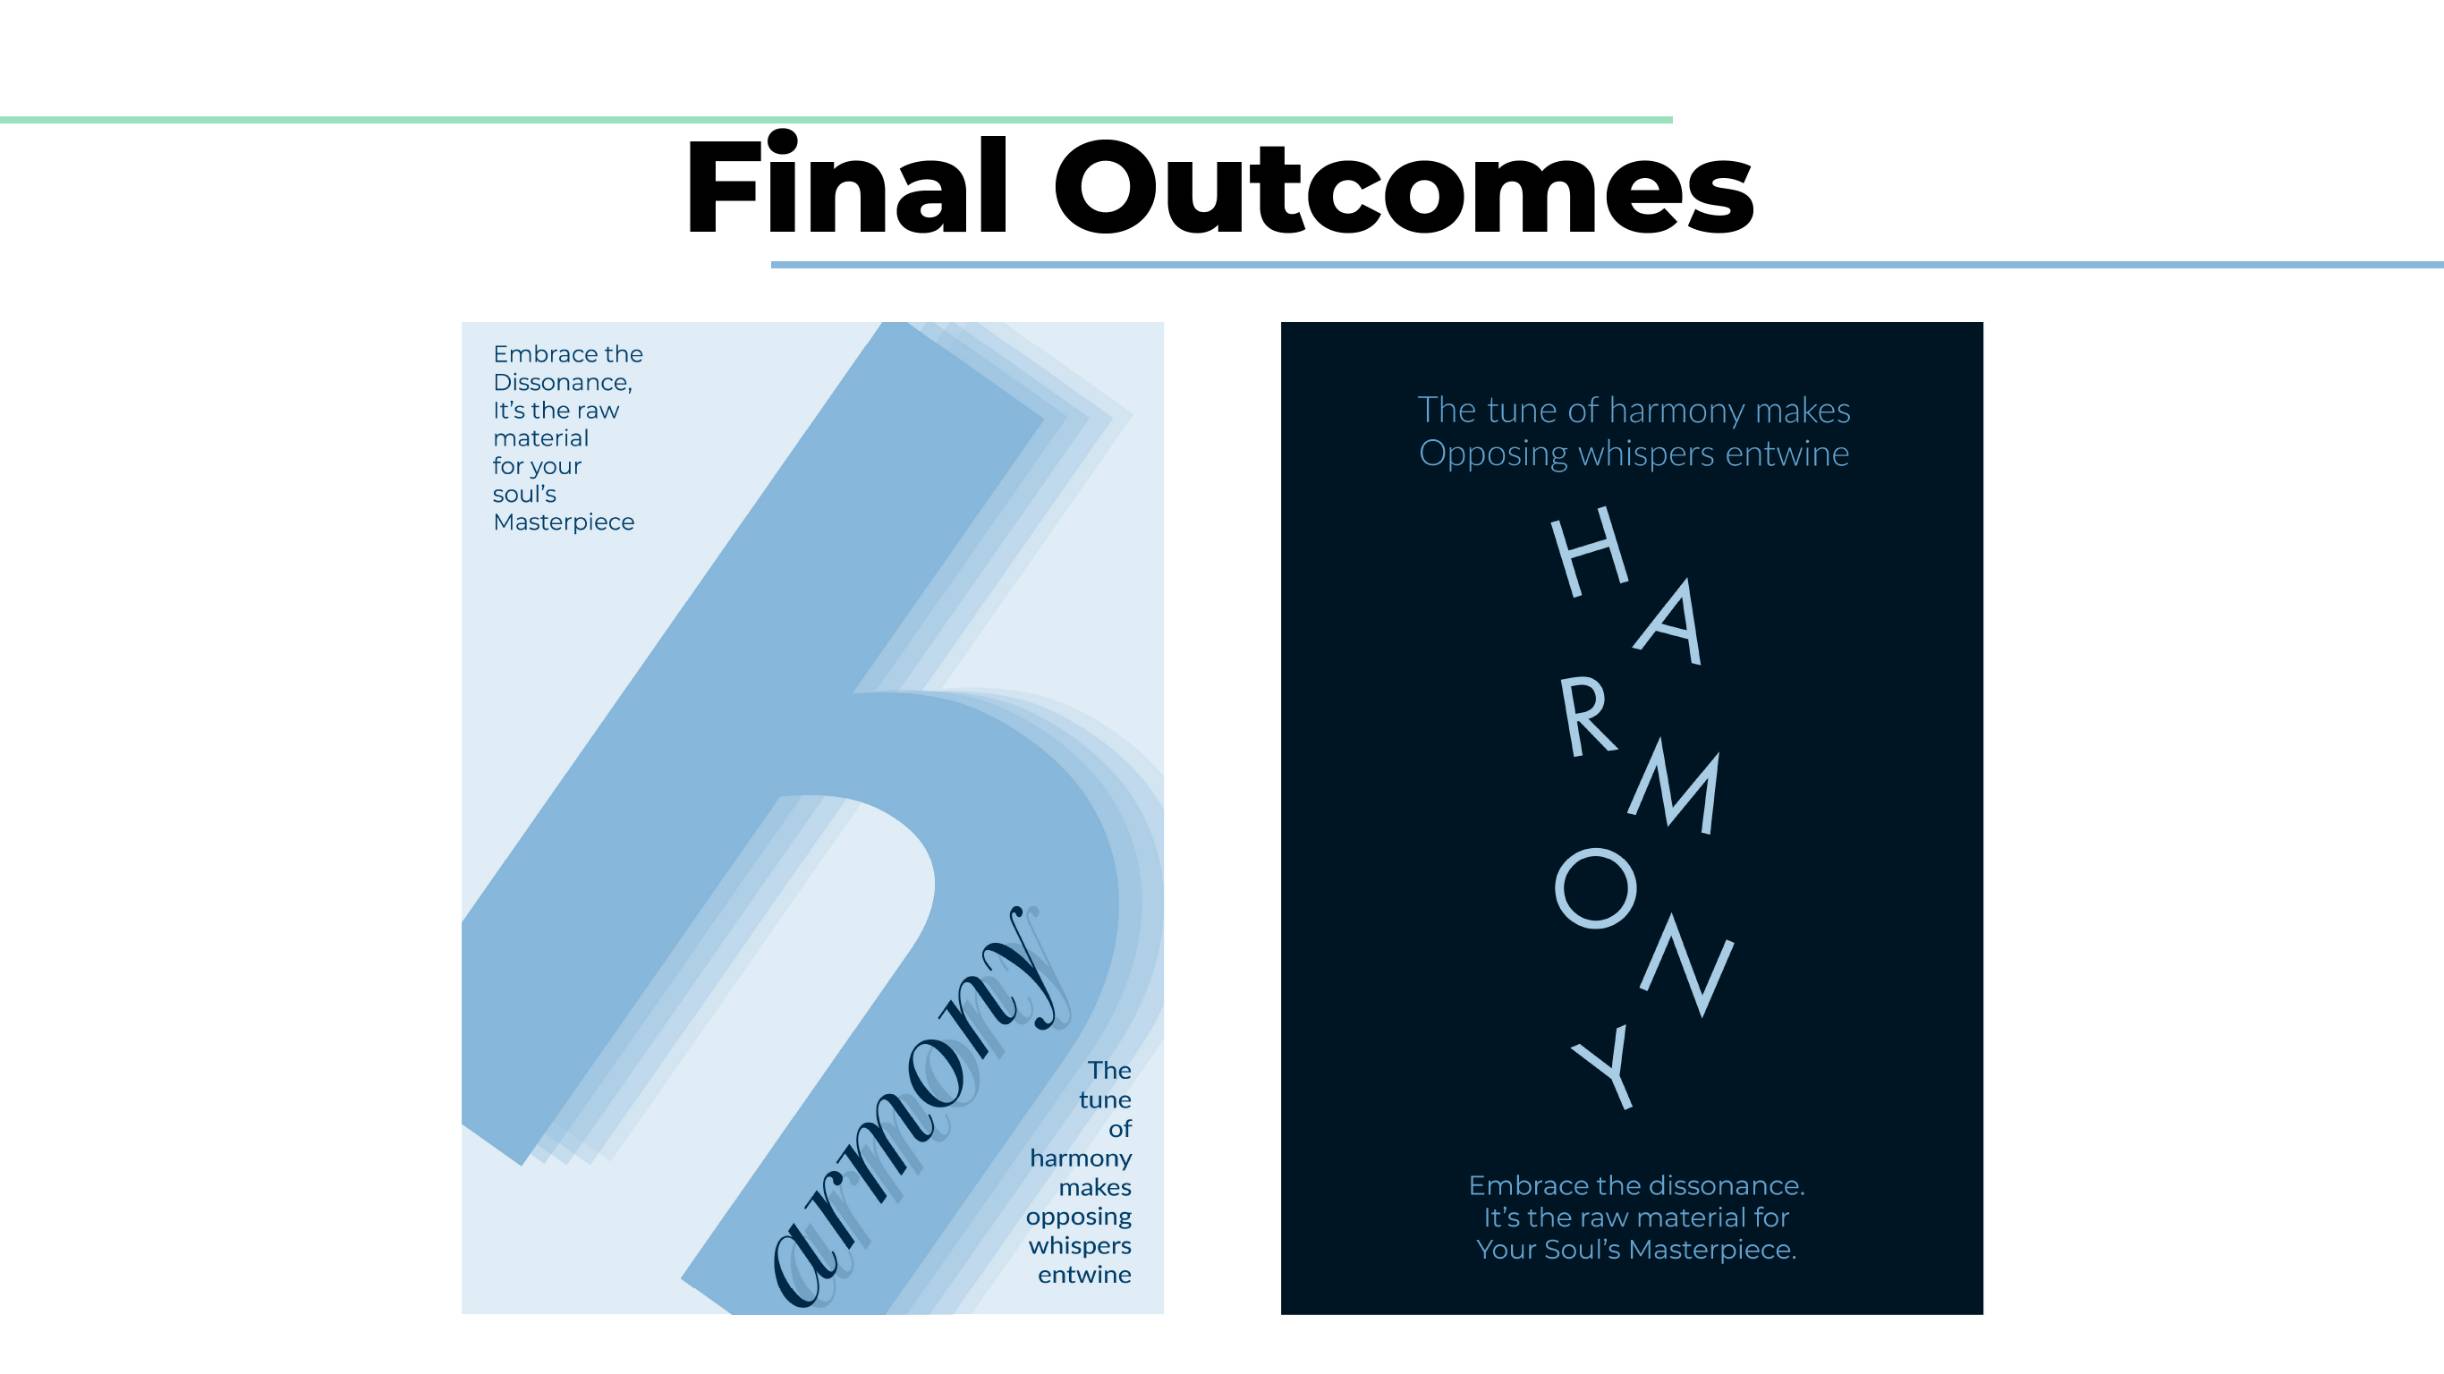 Final Outcomes
Embrace the
Dissonance,
It's the raw
material
for your
soul's
Masterpiece
h
armony
The
tune
of
harmony
makes
opposing
whispers
entwine
The tune of harmony makes
Opposing whispers entwine
H
A
R
M
O
N
Y
Embrace the dissonance.
It's the raw material for
Your Soul's Masterpiece.